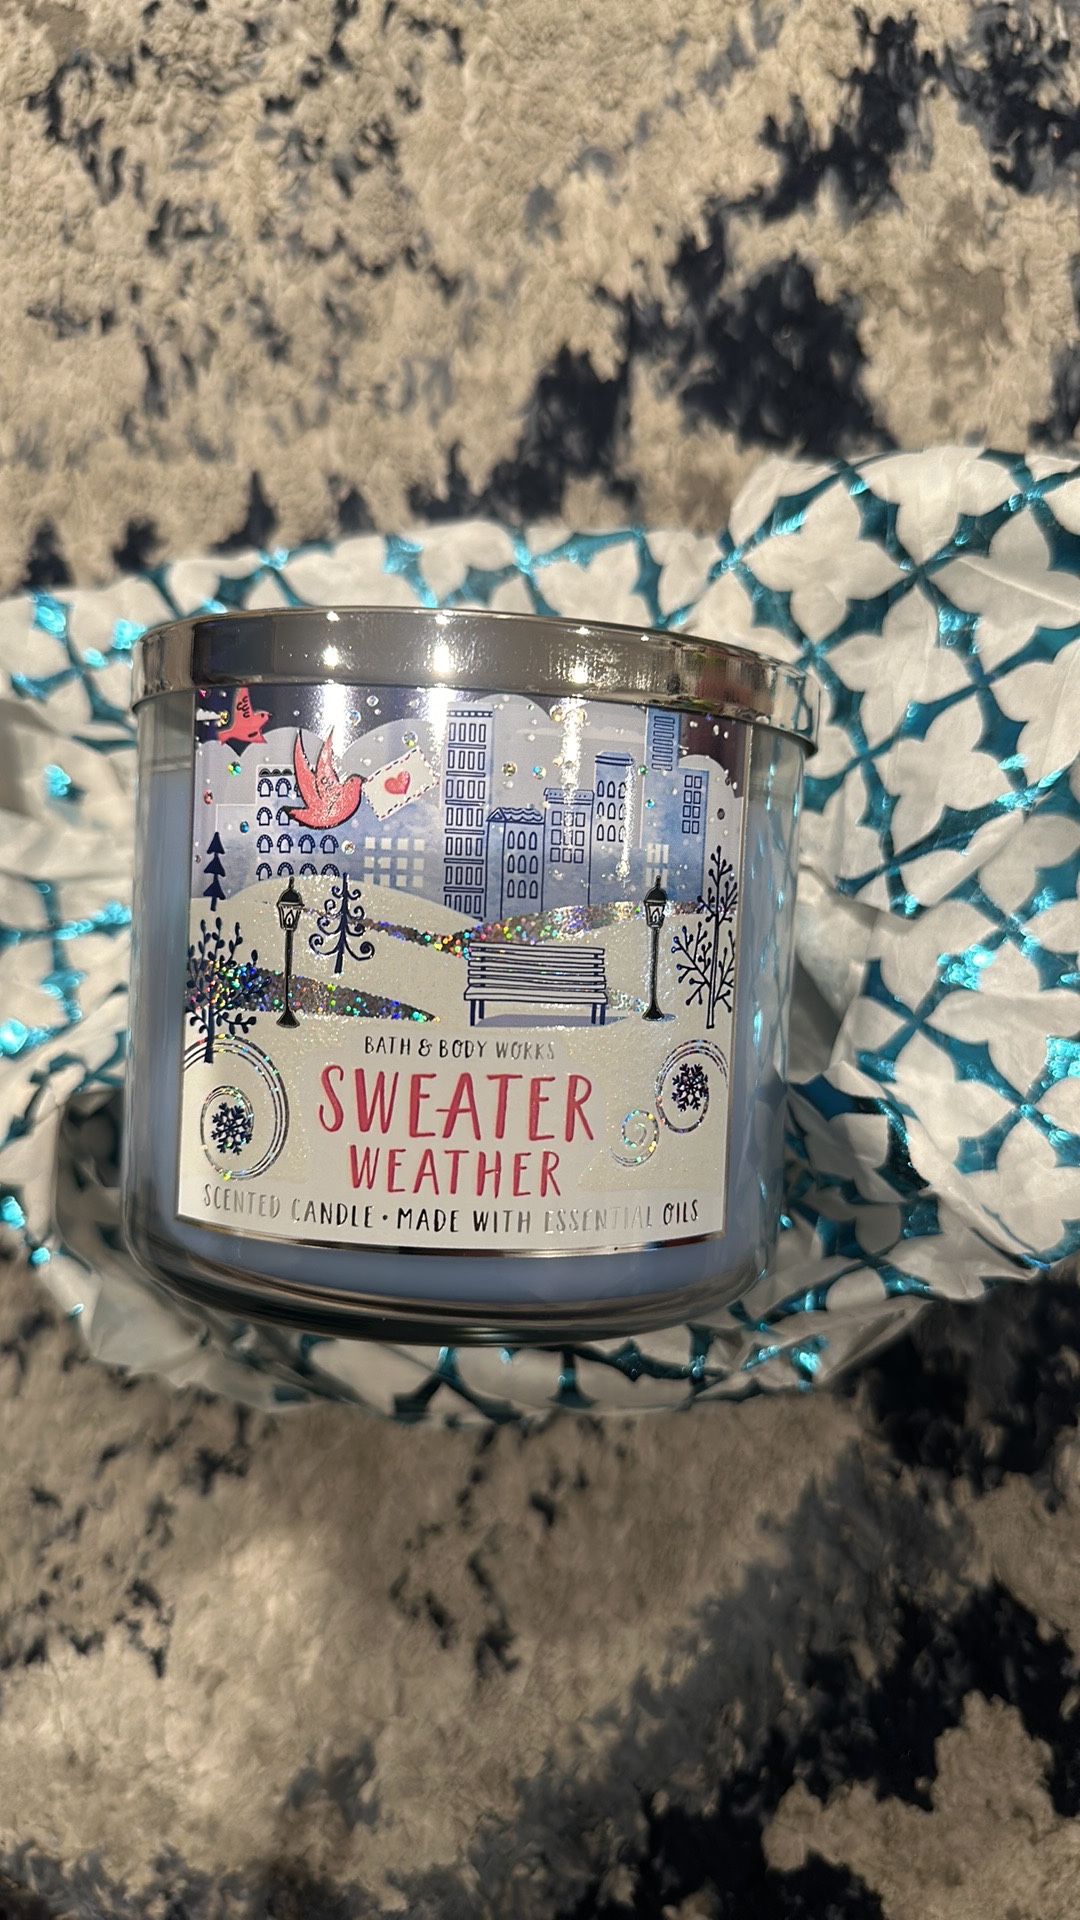 BATH & BODY WORKS
SWEATER
WEATHER
SCENTED CANDLE • MADE WITH ESSENTIAL OILS